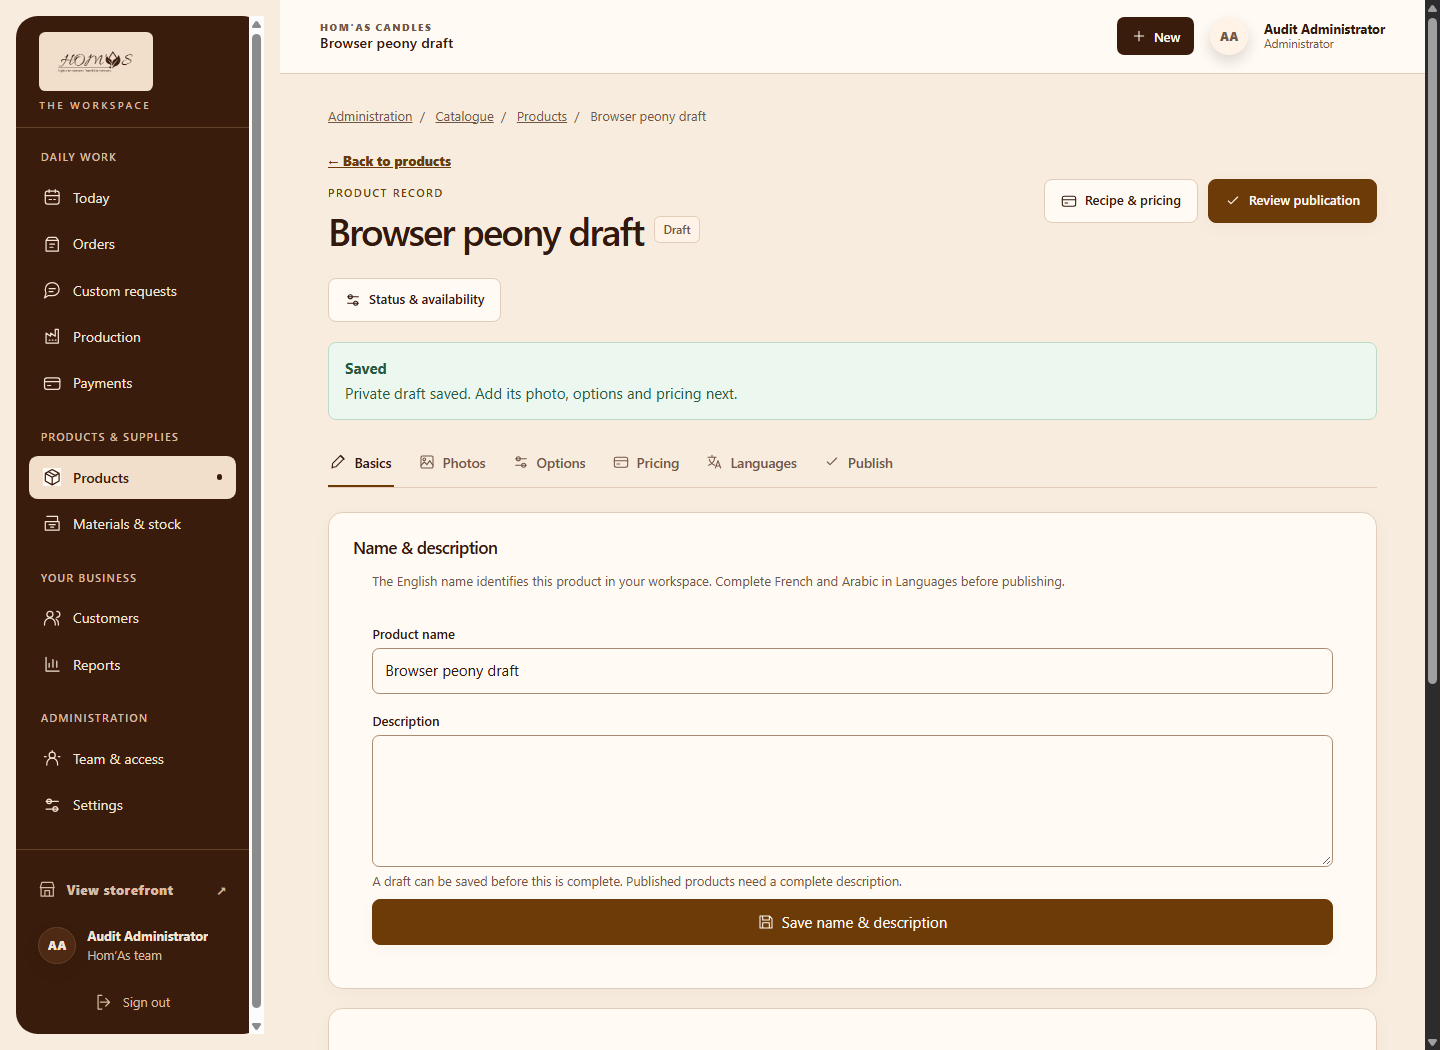 HOM S
THE WORKSPACE
DAILY WORK
Today
Orders
Custom requests
Production
Payments
PRODUCTS & SUPPLIES
Products
Materials & stock
YOUR BUSINESS
Customers
Reports
ADMINISTRATION
Team & access
Settings
View storefront ↗
AA
Audit Administrator
Hom'As team
Sign out
HOM'AS CANDLES
Browser peony draft
+ New
AA
Audit Administrator
Administrator
Administration / Catalogue / Products / Browser peony draft
← Back to products
PRODUCT RECORD
Browser peony draft
Draft
Recipe & pricing
Review publication
Status & availability
Saved
Private draft saved. Add its photo, options and pricing next.
Basics
Photos
Options
Pricing
Languages
Publish
Name & description
The English name identifies this product in your workspace. Complete French and Arabic in Languages before publishing.
Product name
Browser peony draft
Description
A draft can be saved before this is complete. Published products need a complete description.
Save name & description